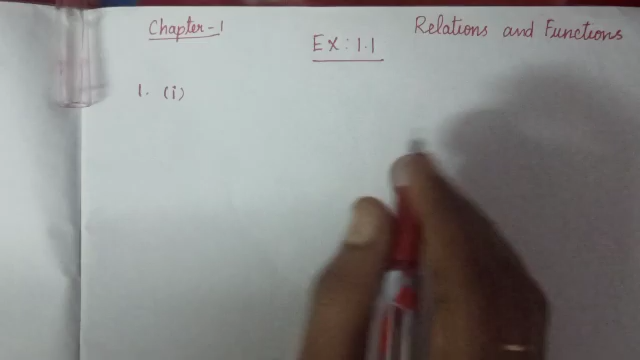 Chapter-1
Relations and Functions
Ex: 1.1
1. (i)